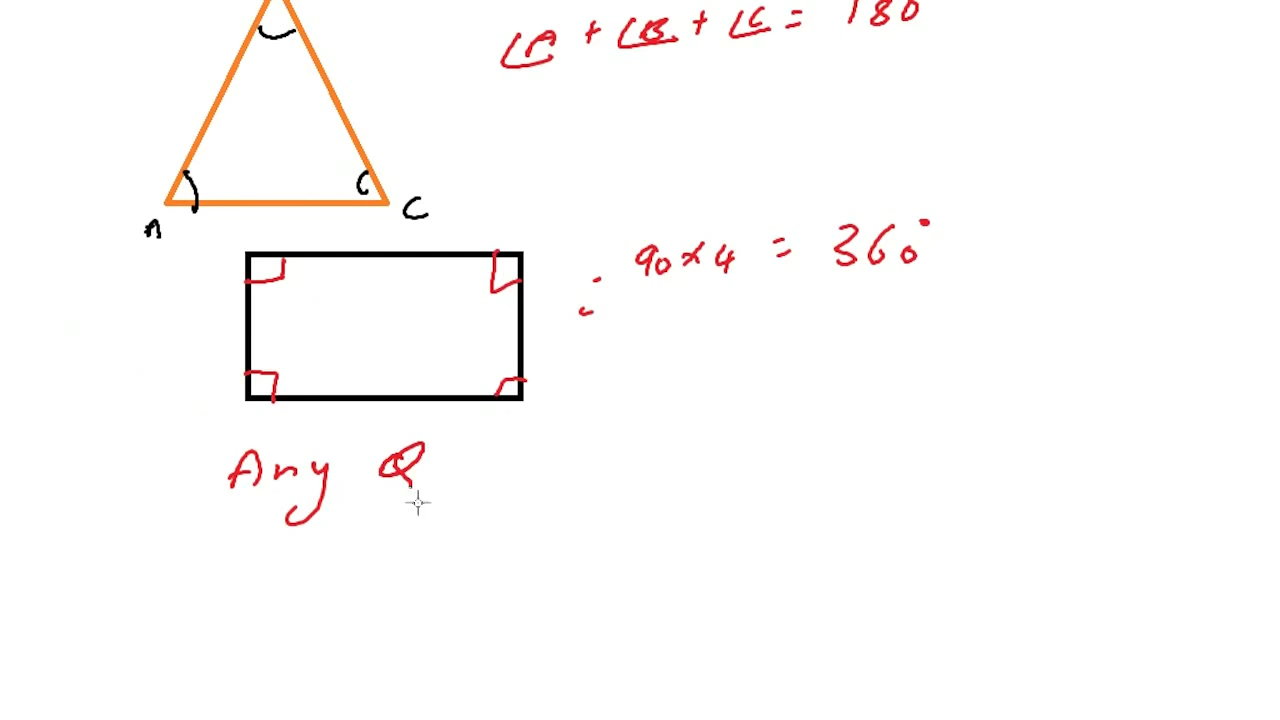 ∠A + ∠B + ∠C = 180
A
C
∴ 90 × 4 = 360°
Any Q